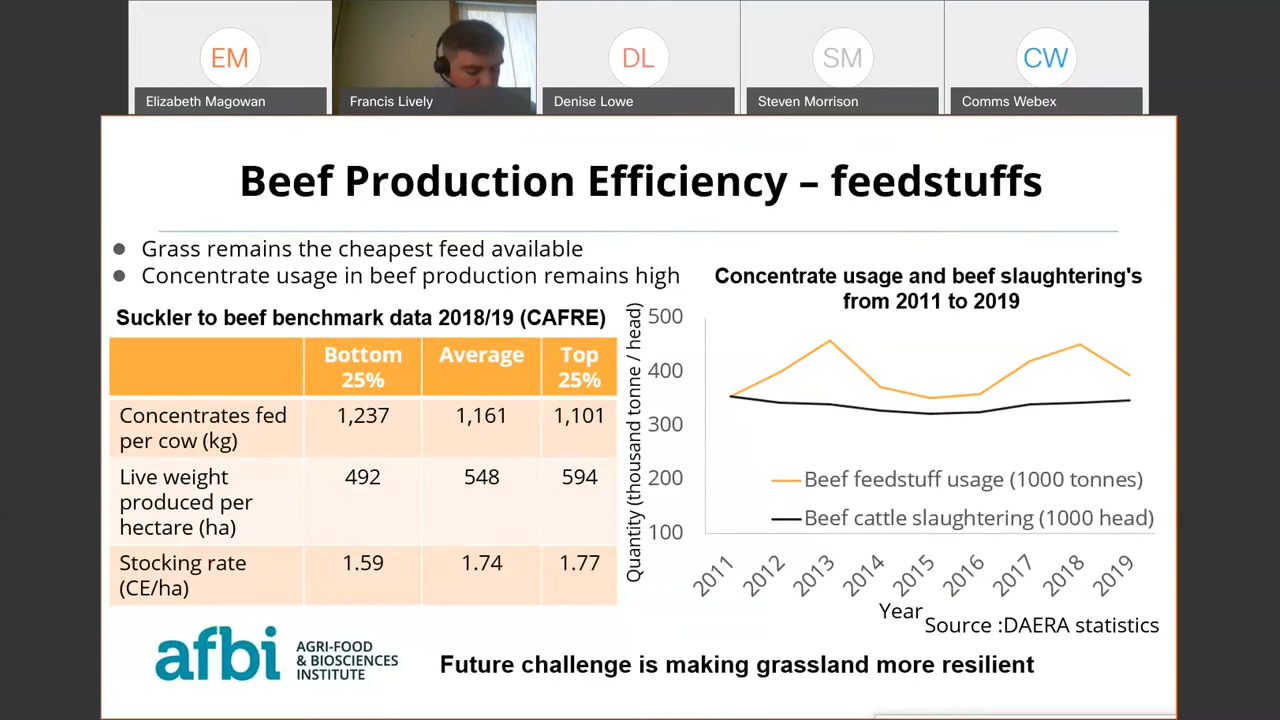 EM
DL
SM
CW
Elizabeth Magowan
Francis Lively
Denise Lowe
Steven Morrison
Comms Webex
Beef Production Efficiency – feedstuffs
Grass remains the cheapest feed available
Concentrate usage in beef production remains high
Suckler to beef benchmark data 2018/19 (CAFRE)
Bottom 25%
Average
Top 25%
Concentrates fed per cow (kg)
1,237
1,161
1,101
Live weight produced per hectare (ha)
492
548
594
Stocking rate (CE/ha)
1.59
1.74
1.77
Concentrate usage and beef slaughtering's
from 2011 to 2019
Quantity (thousand tonne / head)
500
400
300
200
100
Beef feedstuff usage (1000 tonnes)
Beef cattle slaughtering (1000 head)
2011
2012
2013
2014
2015
2016
2017
2018
2019
Year
Source :DAERA statistics
afbi
AGRI-FOOD
& BIOSCIENCES
INSTITUTE
Future challenge is making grassland more resilient